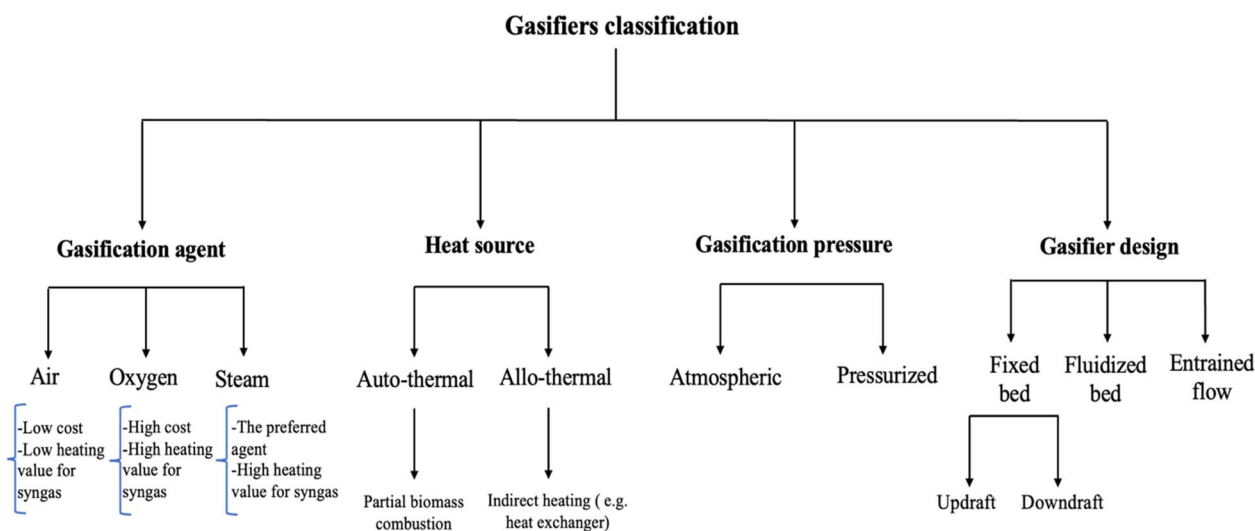 Gasifiers classification
Gasification agent
Heat source
Gasification pressure
Gasifier design
Air
Oxygen
Steam
Auto-thermal
Allo-thermal
Atmospheric
Pressurized
Fixed
bed
Fluidized
bed
Entrained
flow
-Low cost
-Low heating
value for
syngas
-High cost
-High heating
value for
syngas
-The preferred
agent
-High heating
value for syngas
Partial biomass
combustion
Indirect heating ( e.g.
heat exchanger)
Updraft
Downdraft